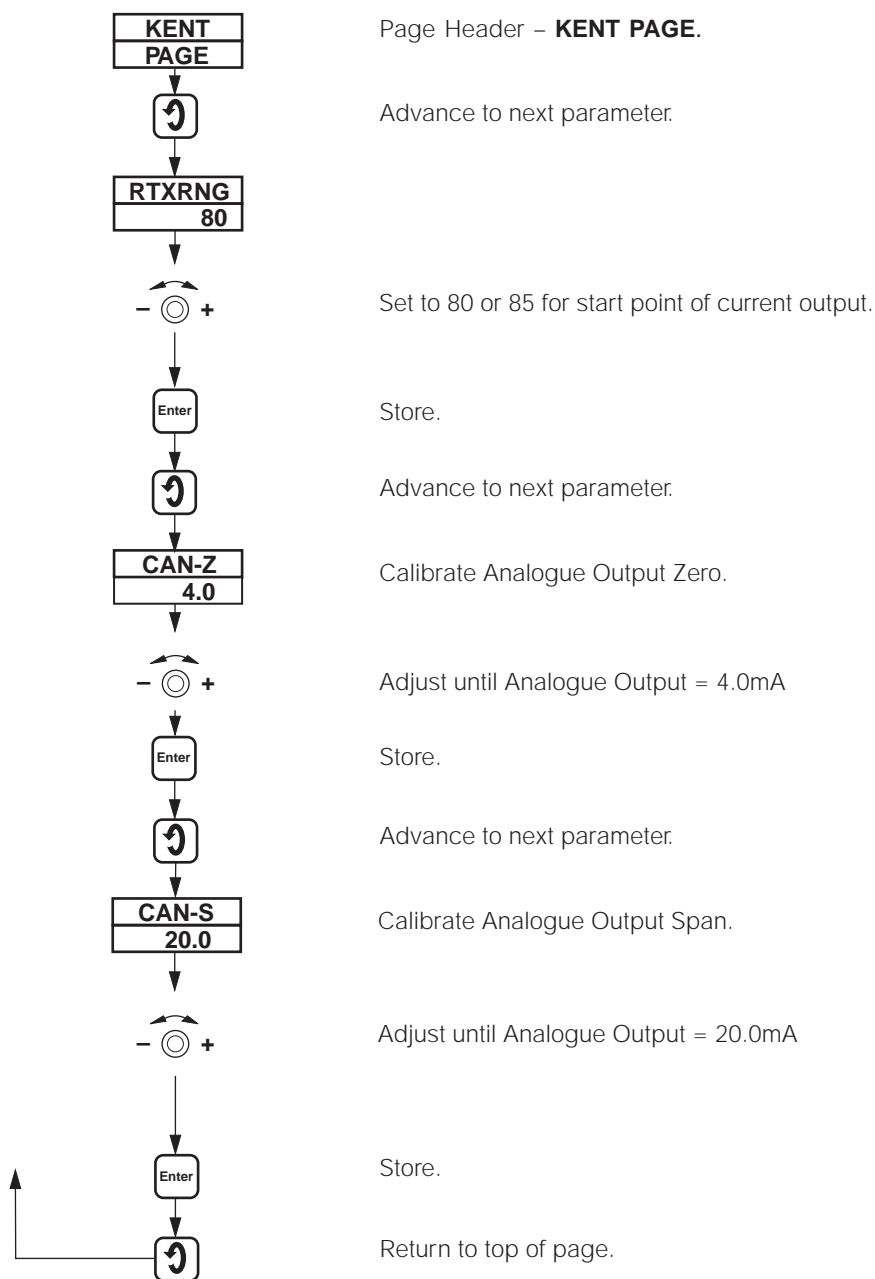 KENT Page Header – KENT PAGE.
PAGE
Advance to next parameter.
RTXRNG
80
– + Set to 80 or 85 for start point of current output.
Enter Store.
Advance to next parameter.
CAN-Z Calibrate Analogue Output Zero.
4.0
– + Adjust until Analogue Output = 4.0mA
Enter Store.
Advance to next parameter.
CAN-S Calibrate Analogue Output Span.
20.0
– + Adjust until Analogue Output = 20.0mA
Enter Store.
Return to top of page.